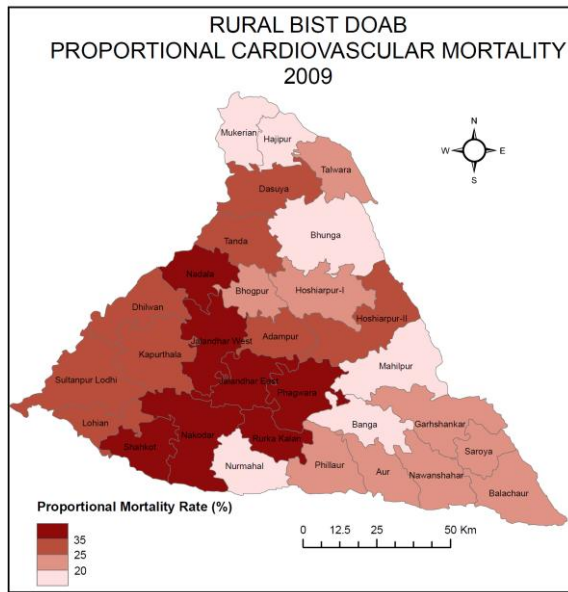 RURAL BIST DOAB
PROPORTIONAL CARDIOVASCULAR MORTALITY
2009
N
W E
S
Mukerian
Hajipur
Talwara
Dasuya
Bhunga
Tanda
Nadala
Bhogpur
Hoshiarpur-I
Hoshiarpur-II
Dhilwan
Jalandhar West
Adampur
Kapurthala
Mahilpur
Sultanpur Lodhi
Jalandhar East
Phagwara
Lohian
Banga
Garhshankar
Shahkot
Nakodar
Rurka Kalan
Saroya
Nurmahal
Phillaur
Aur
Nawanshahar
Balachaur
Proportional Mortality Rate (%)
35
25
20
0 12.5 25 50 Km